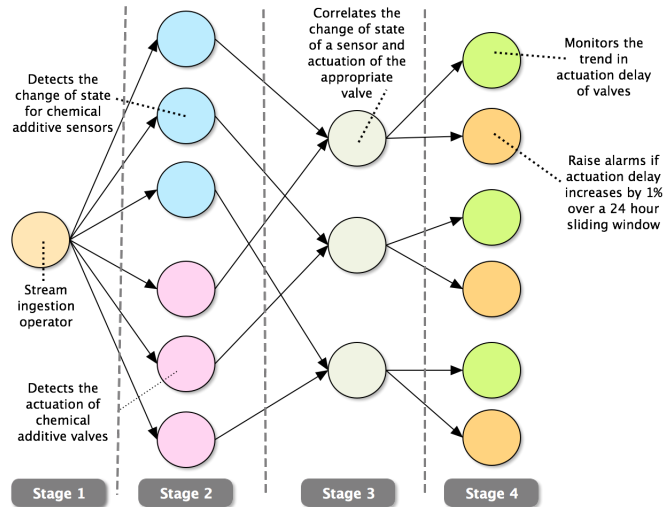 Correlates the
change of state
of a sensor and
actuation of the
appropriate
valve
Monitors the
trend in
actuation delay
of valves
Detects the
change of state
for chemical
additive sensors
Raise alarms if
actuation delay
increases by 1%
over a 24 hour
sliding window
Stream
ingestion
operator
Detects the
actuation of
chemical
additive valves
Stage 1
Stage 2
Stage 3
Stage 4